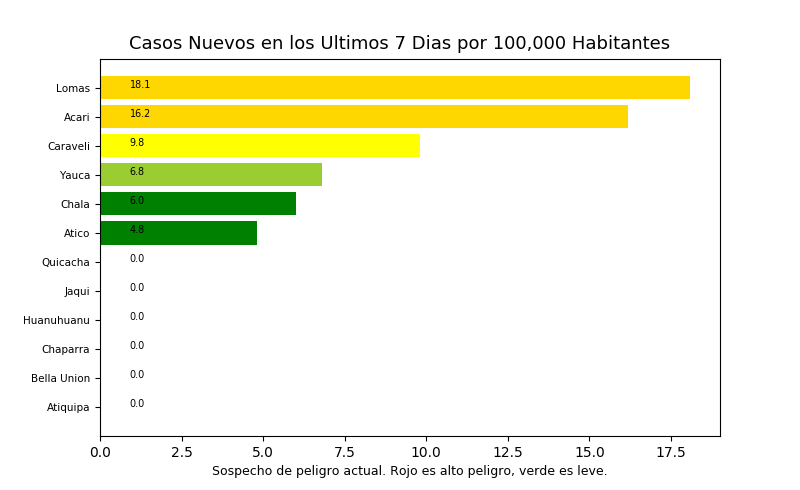 Casos Nuevos en los Ultimos 7 Dias por 100,000 Habitantes
Lomas 18.1
Acari 16.2
Caraveli 9.8
Yauca 6.8
Chala 6.0
Atico 4.8
Quicacha 0.0
Jaqui 0.0
Huanuhuanu 0.0
Chaparra 0.0
Bella Union 0.0
Atiquipa 0.0
0.0 2.5 5.0 7.5 10.0 12.5 15.0 17.5
Sospecho de peligro actual. Rojo es alto peligro, verde es leve.